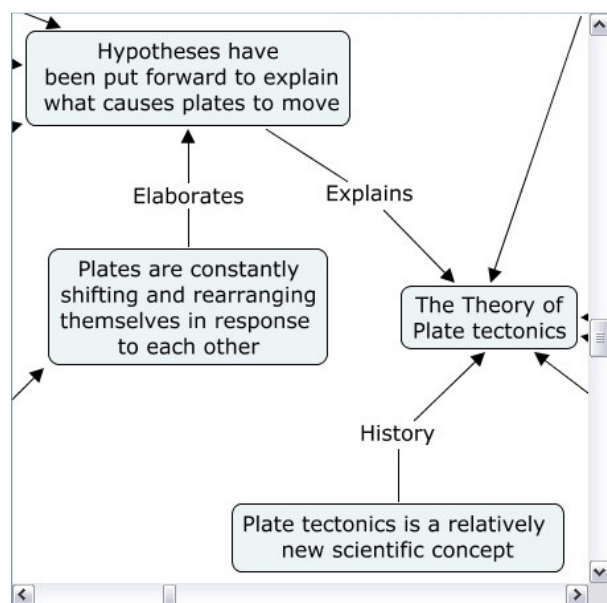 Hypotheses have
been put forward to explain
what causes plates to move
Elaborates
Explains
Plates are constantly
shifting and rearranging
themselves in response
to each other
The Theory of
Plate tectonics
History
Plate tectonics is a relatively
new scientific concept